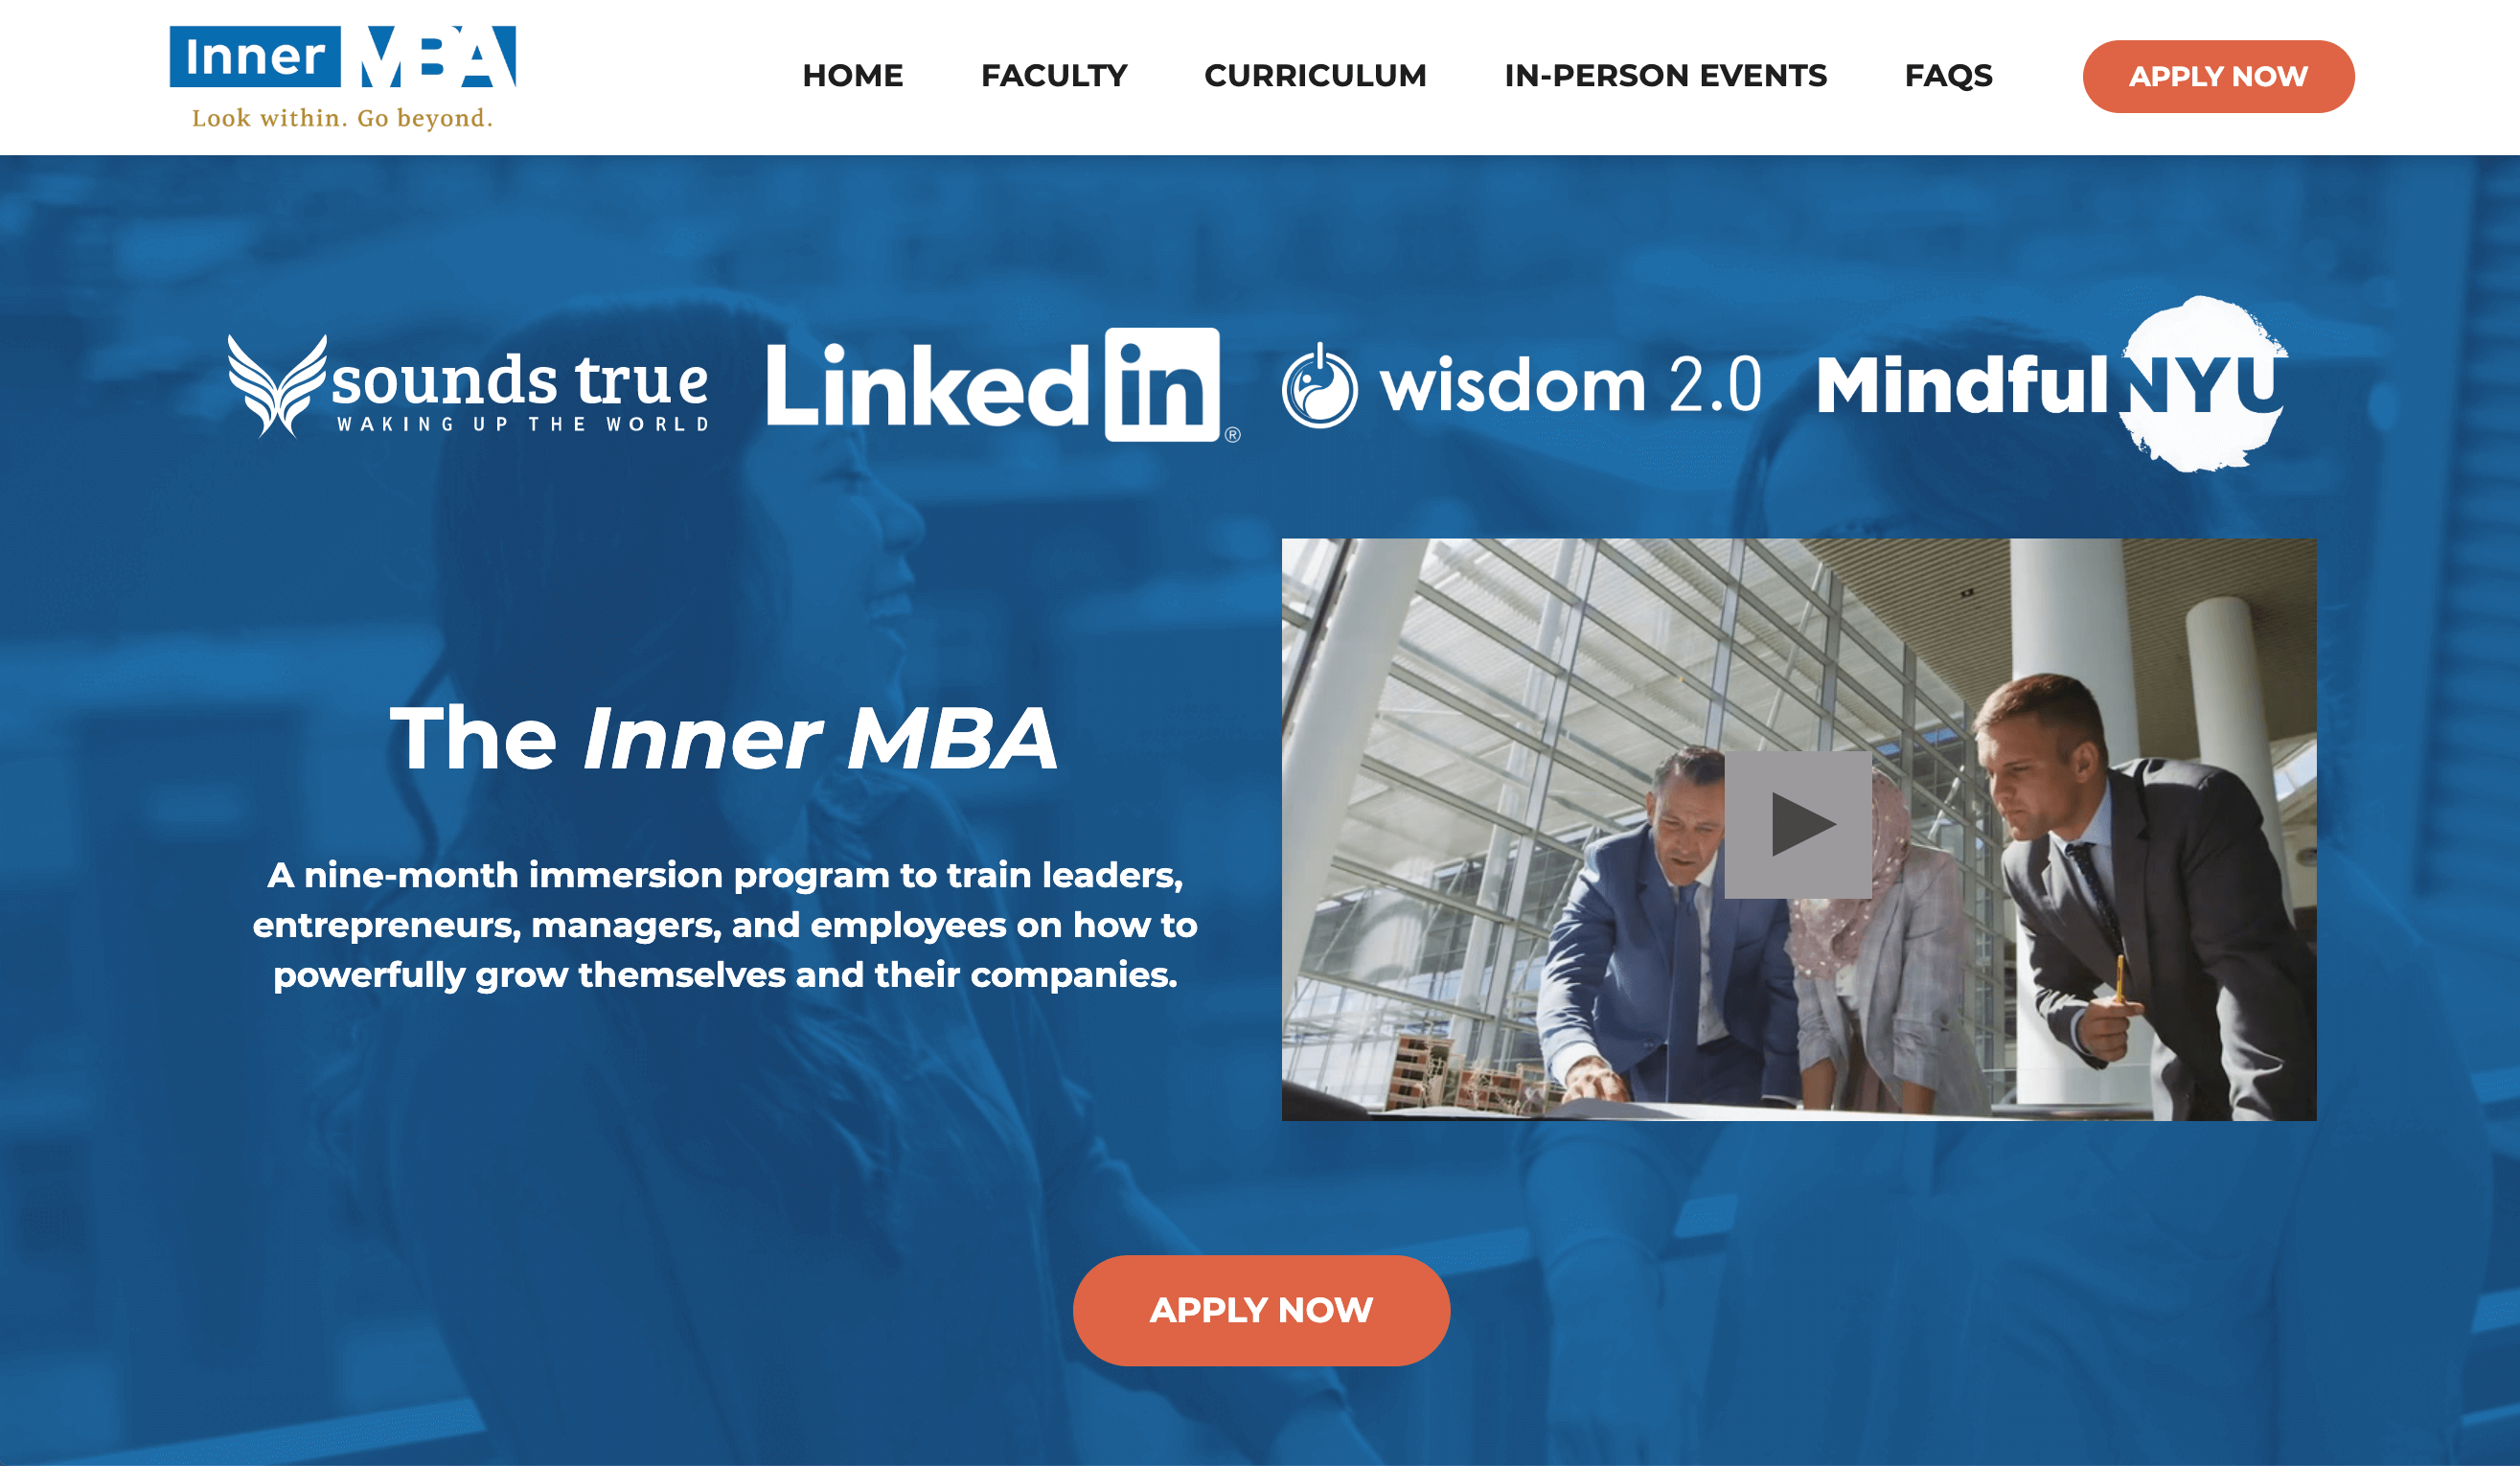 Inner MBA
Look within. Go beyond.
HOME
FACULTY
CURRICULUM
IN-PERSON EVENTS
FAQS
APPLY NOW
sounds true
WAKING UP THE WORLD
Linkedin®
wisdom 2.0
MindfulNYU
The Inner MBA
A nine-month immersion program to train leaders,
entrepreneurs, managers, and employees on how to
powerfully grow themselves and their companies.
APPLY NOW